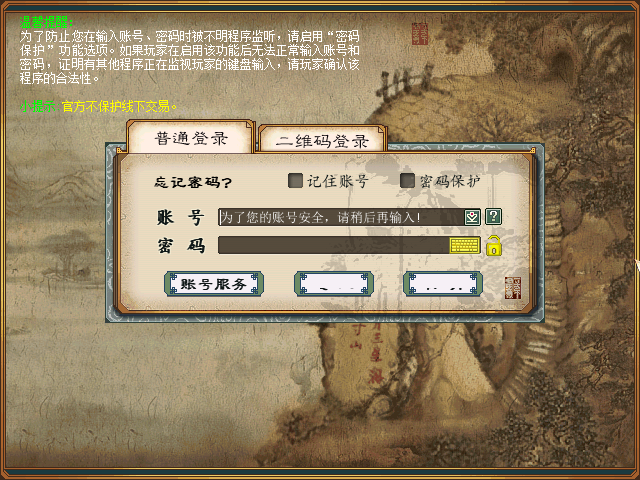 温馨提醒：
为了防止您在输入账号、密码时被不明程序监听，请启用“密码
保护”功能选项。如果玩家在启用该功能后无法正常输入账号和
密码，证明有其他程序正在监视玩家的键盘输入，请玩家确认该
程序的合法性。
官方不保护线下交易。
普通登录 二维码登录
忘记密码? 记住账号 密码保护
账 号 为了您的账号安全，请稍后再输入! ?
密 码
账号服务